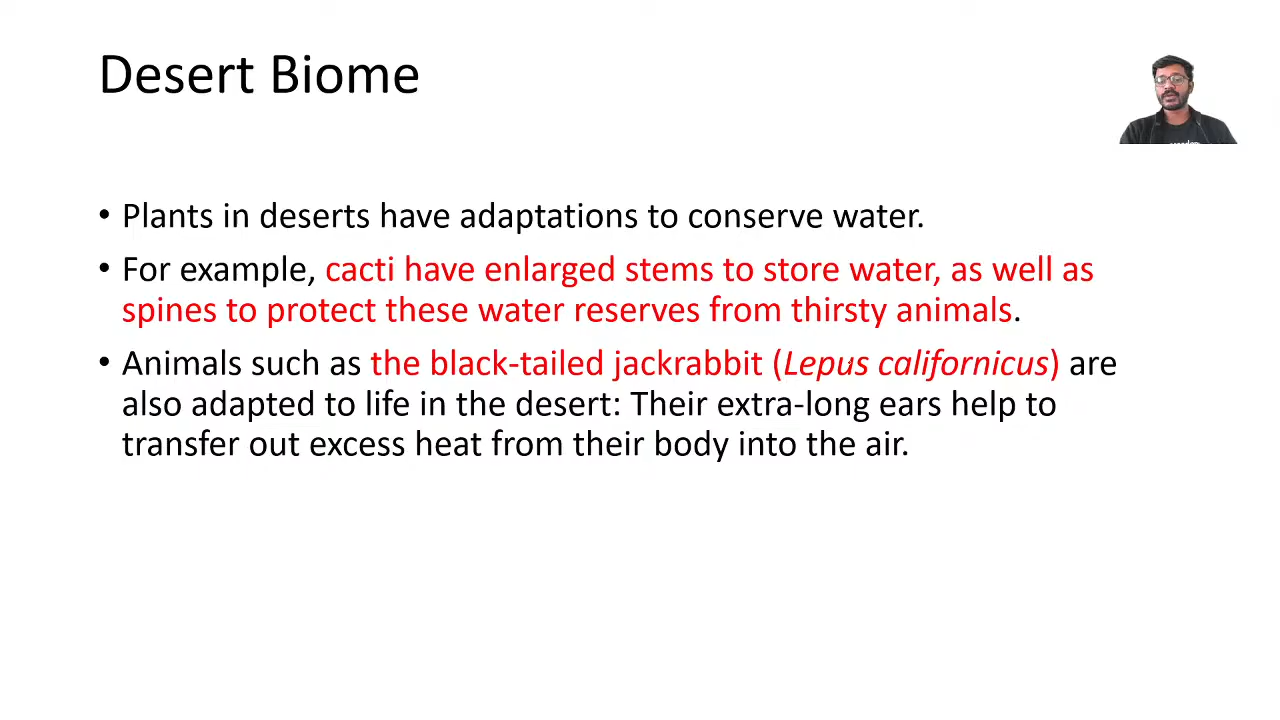 Desert Biome
• Plants in deserts have adaptations to conserve water.
• For example, cacti have enlarged stems to store water, as well as
spines to protect these water reserves from thirsty animals.
• Animals such as the black-tailed jackrabbit (Lepus californicus) are
also adapted to life in the desert: Their extra-long ears help to
transfer out excess heat from their body into the air.